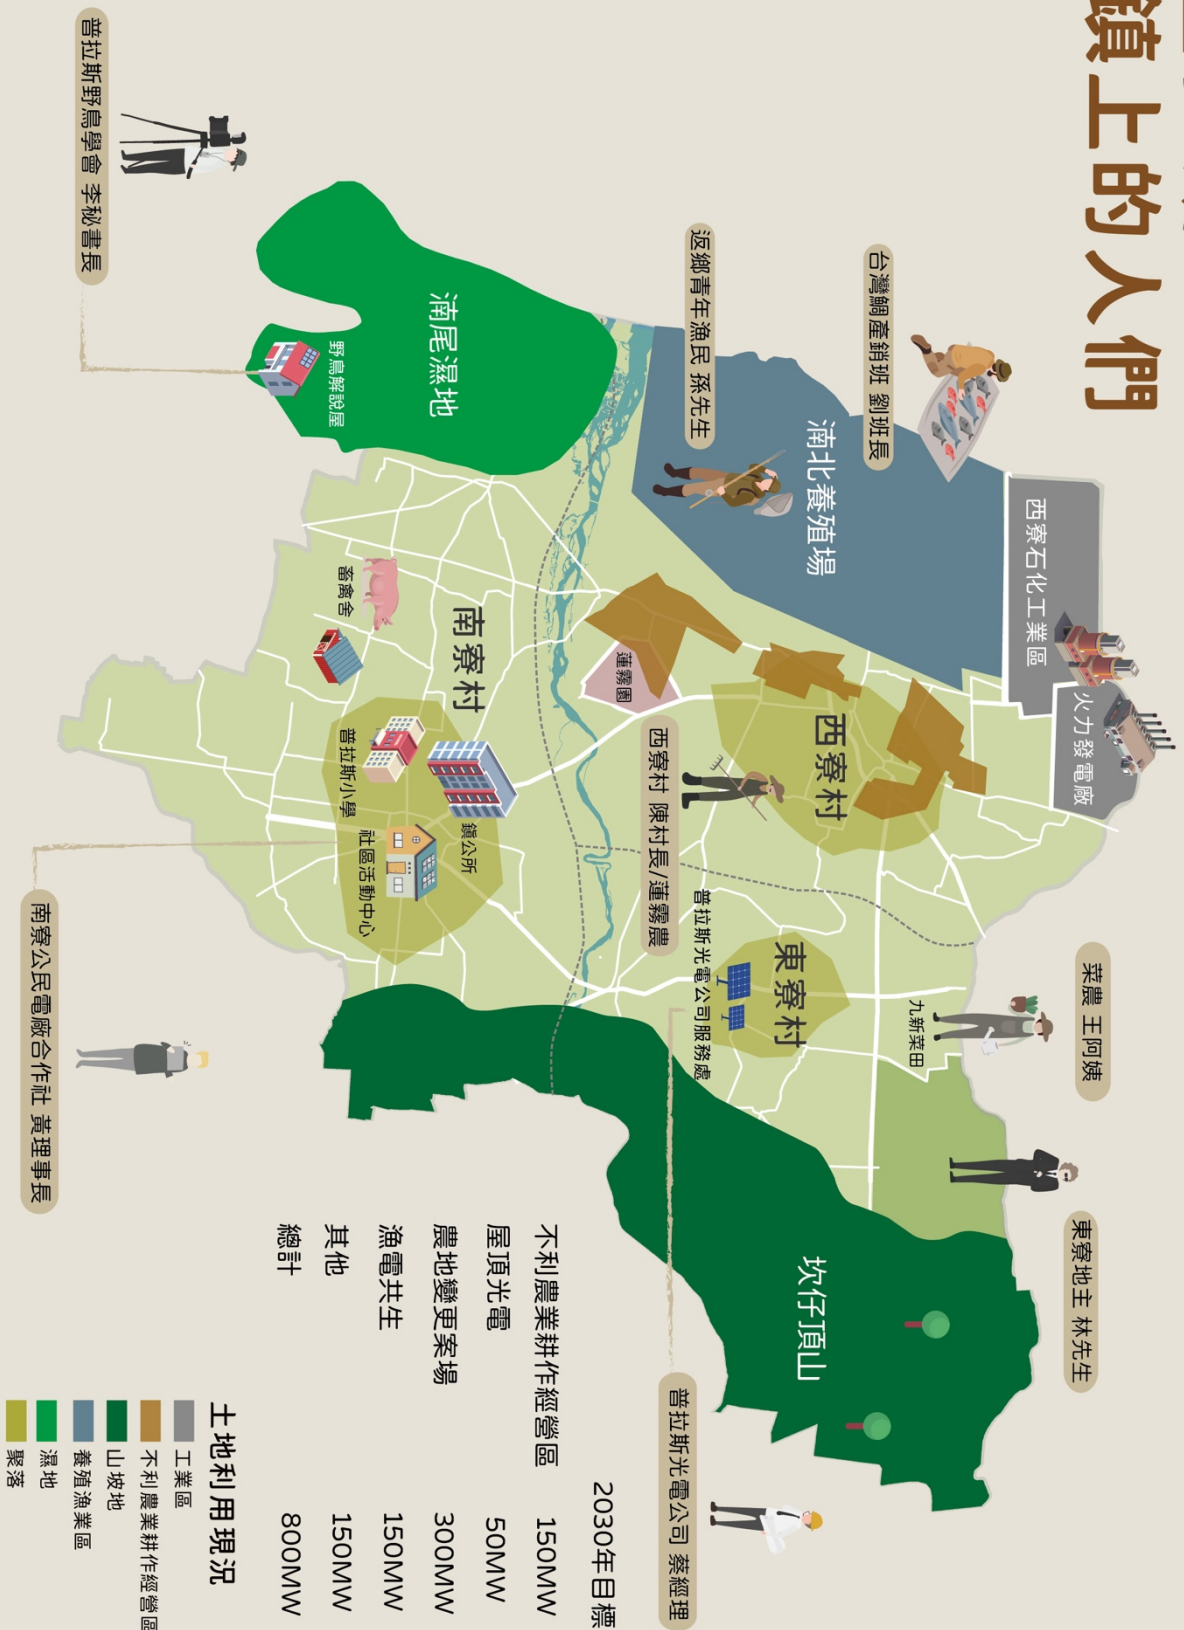 鎮上的人們
台灣鯛產銷班 劉班長
返鄉青年漁民 孫先生
普拉斯野鳥學會 李秘書長
西寮石化工業區
火力發電廠
湳北養殖場
湳尾濕地
野鳥解說屋
西寮村
蓮霧園
西寮村 陳村長/蓮霧農
南寮村
畜禽舍
普拉斯小學
鎮公所
社區活動中心
南寮公民電廠合作社 黃理事長
東寮村
普拉斯光電公司服務處
九新菜田
菜農 王阿姨
東寮地主 林先生
坎仔頂山
普拉斯光電公司 蔡經理
2030年目標
不利農業耕作經營區 150MW
屋頂光電 50MW
農地變更案場 300MW
漁電共生 150MW
其他 150MW
總計 800MW
土地利用現況
工業區
不利農業耕作經營區
山坡地
養殖漁業區
濕地
聚落